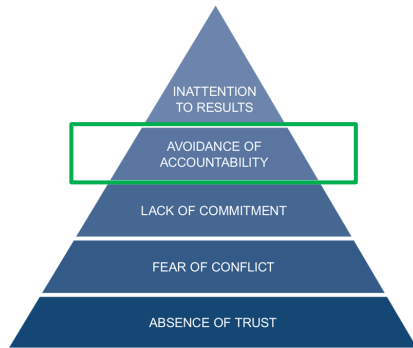 INATTENTION
TO RESULTS
AVOIDANCE OF
ACCOUNTABILITY
LACK OF COMMITMENT
FEAR OF CONFLICT
ABSENCE OF TRUST